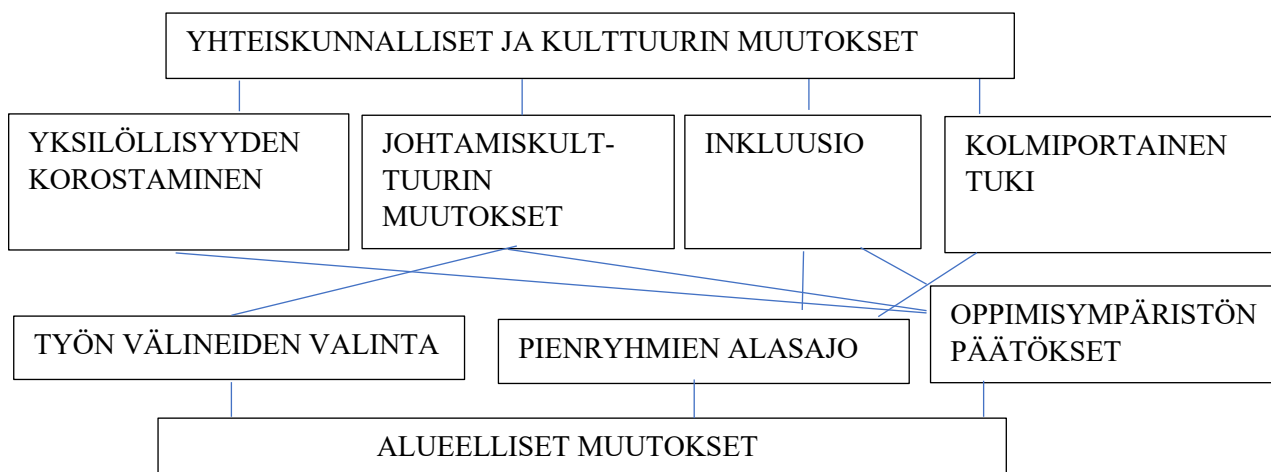 YHTEISKUNNALLISET JA KULTTUURIN MUUTOKSET
YKSILÖLLISYYDEN
KOROSTAMINEN
JOHTAMISKULT-
TUURIN
MUUTOKSET
INKLUUSIO
KOLMIPORTAINEN
TUKI
TYÖN VÄLINEIDEN VALINTA
PIENRYHMIEN ALASAJO
OPPIMISYMPÄRISTÖN
PÄÄTÖKSET
ALUEELLISET MUUTOKSET